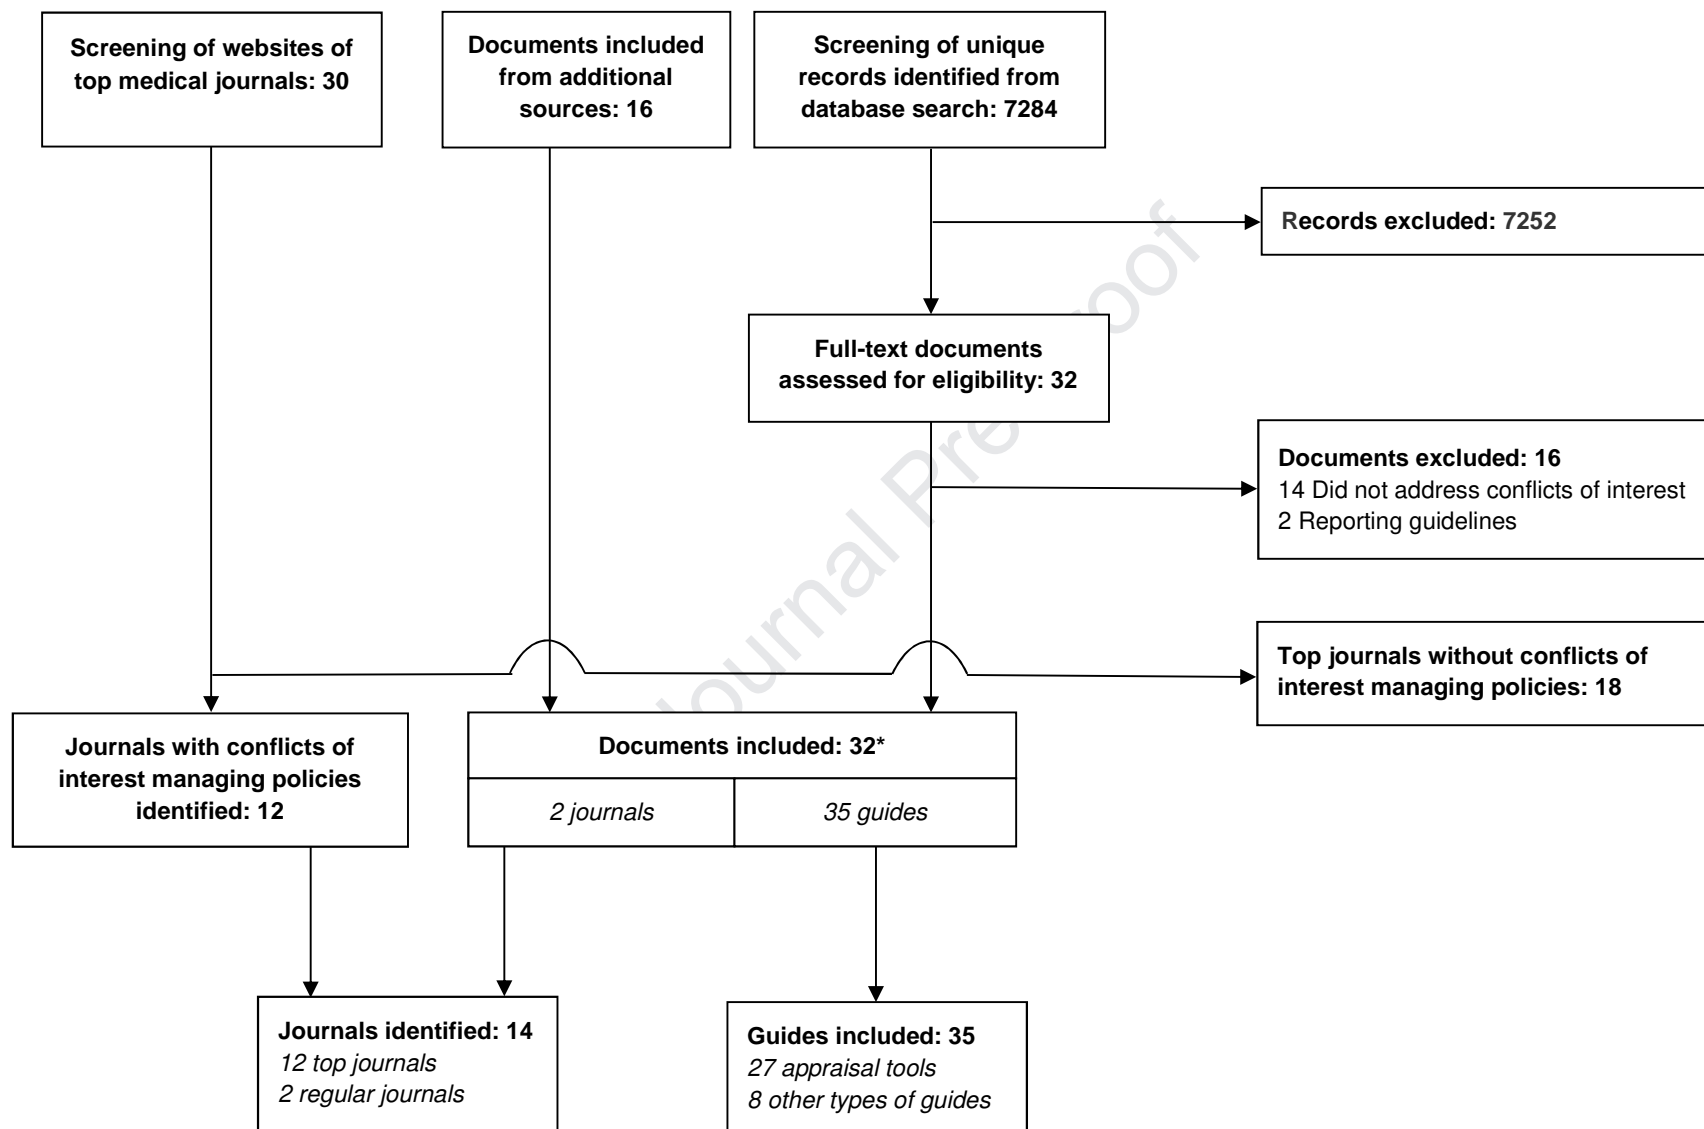 Screening of websites of
top medical journals: 30
Documents included
from additional
sources: 16
Screening of unique
records identified from
database search: 7284
Records excluded: 7252
Full-text documents
assessed for eligibility: 32
Documents excluded: 16
14 Did not address conflicts of interest
2 Reporting guidelines
Top journals without conflicts of
interest managing policies: 18
Journals with conflicts of
interest managing policies
identified: 12
Documents included: 32*
2 journals
35 guides
Journals identified: 14
12 top journals
2 regular journals
Guides included: 35
27 appraisal tools
8 other types of guides
Journal Pre-proof